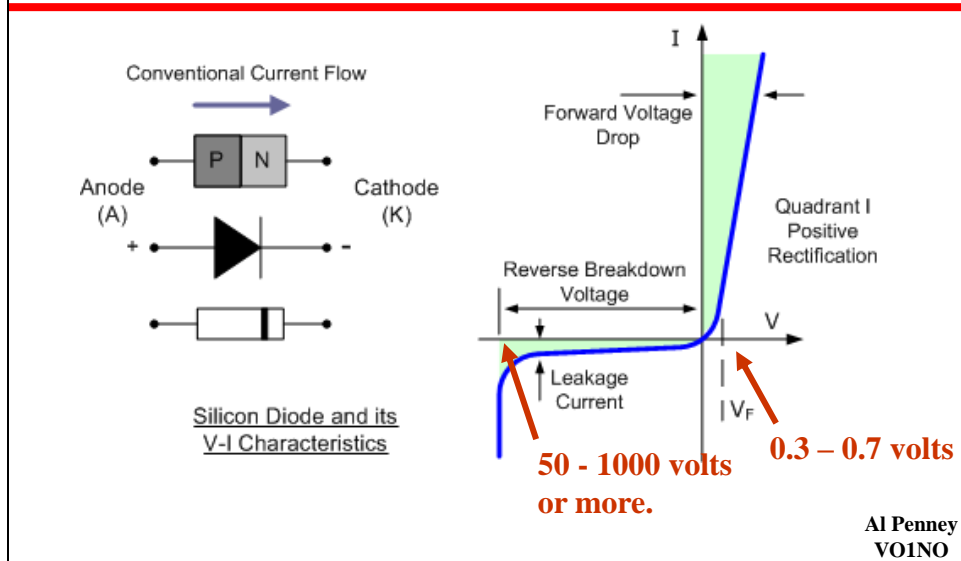 Conventional Current Flow
P N
Anode
(A)
Cathode
(K)
+ -
Silicon Diode and its
V-I Characteristics
I
Forward Voltage
Drop
Quadrant I
Positive
Rectification
Reverse Breakdown
Voltage
V
Leakage
Current
VF
0.3 – 0.7 volts
50 - 1000 volts
or more.
Al Penney
VO1NO